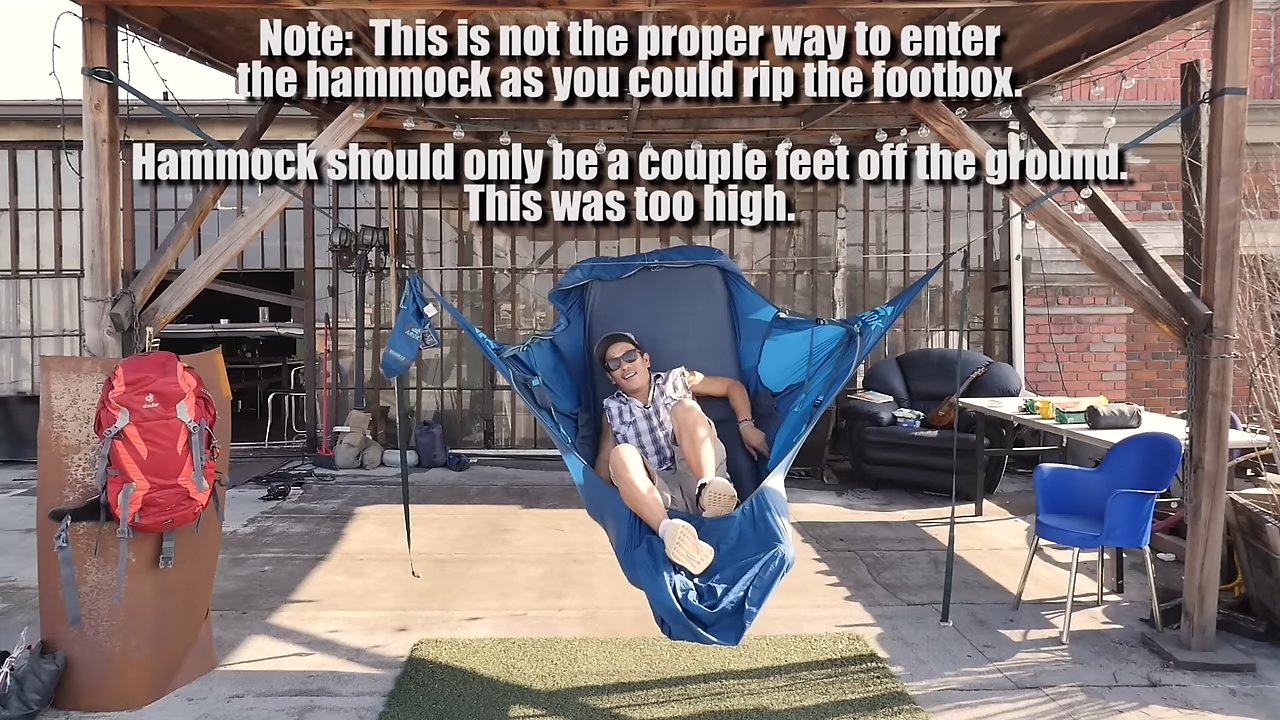 Note:  This is not the proper way to enter
the hammock as you could rip the footbox.
Hammock should only be a couple feet off the ground.
This was too high.
deuter